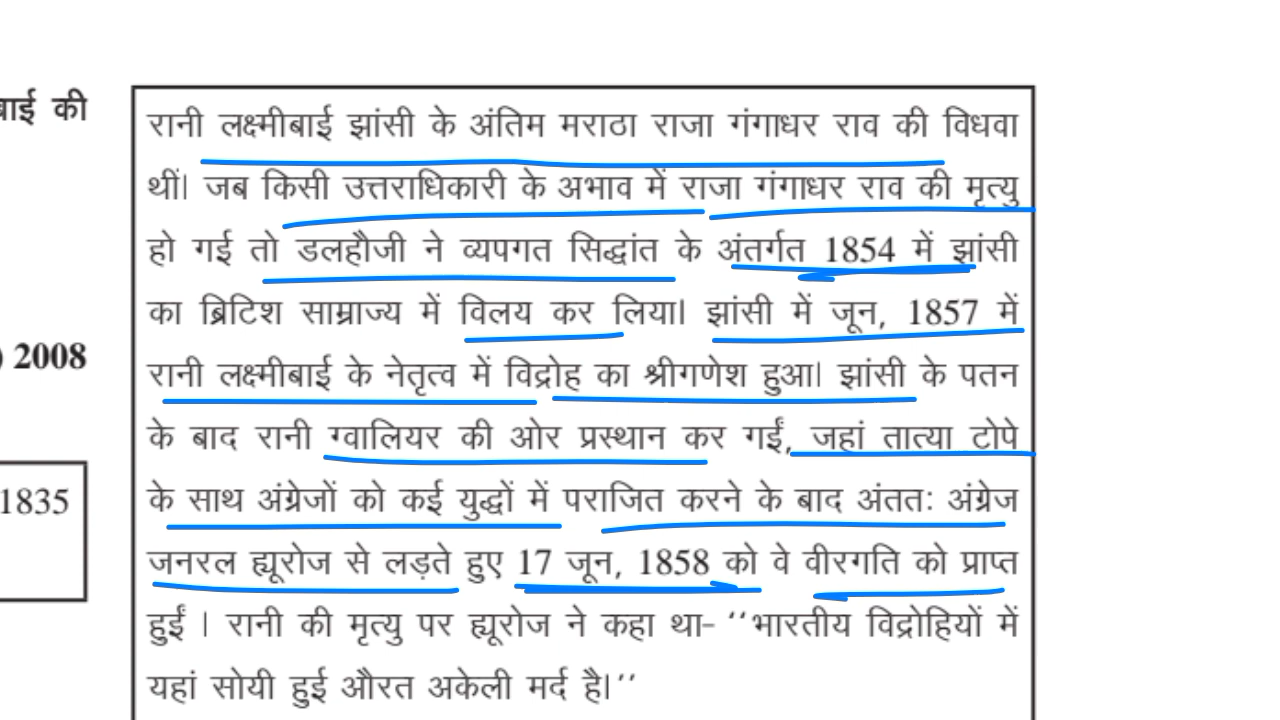 बाई की
रानी लक्ष्मीबाई झांसी के अंतिम मराठा राजा गंगाधर राव की विधवा
थीं। जब किसी उत्तराधिकारी के अभाव में राजा गंगाधर राव की मृत्यु
हो गई तो डलहौजी ने व्यपगत सिद्धांत के अंतर्गत 1854 में झांसी
का ब्रिटिश साम्राज्य में विलय कर लिया। झांसी में जून, 1857 में
) 2008
रानी लक्ष्मीबाई के नेतृत्व में विद्रोह का श्रीगणेश हुआ। झांसी के पतन
के बाद रानी ग्वालियर की ओर प्रस्थान कर गईं, जहां तात्या टोपे
1835
के साथ अंग्रेजों को कई युद्धों में पराजित करने के बाद अंततः अंग्रेज
जनरल ह्यूरोज से लड़ते हुए 17 जून, 1858 को वे वीरगति को प्राप्त
हुईं । रानी की मृत्यु पर ह्यूरोज ने कहा था- ‘‘भारतीय विद्रोहियों में
यहां सोयी हुई औरत अकेली मर्द है।’’